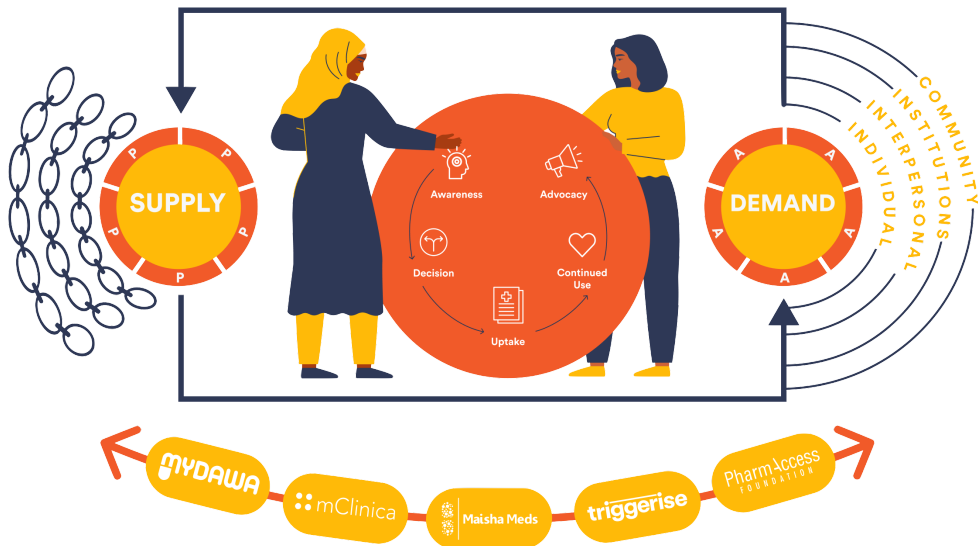 P
P
P
P
P
SUPPLY
Awareness
Decision
Uptake
Continued
Use
Advocacy
A
A
A
A
A
DEMAND
INDIVIDUAL
INTERPERSONAL
INSTITUTIONS
COMMUNITY
MYDAWA
mClinica
Maisha Meds
triggerise
PharmAccess
FOUNDATION